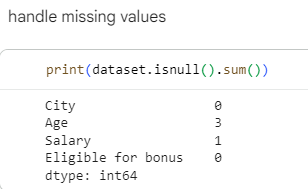 handle missing values
print(dataset.isnull().sum())
City 0
Age 3
Salary 1
Eligible for bonus 0
dtype: int64